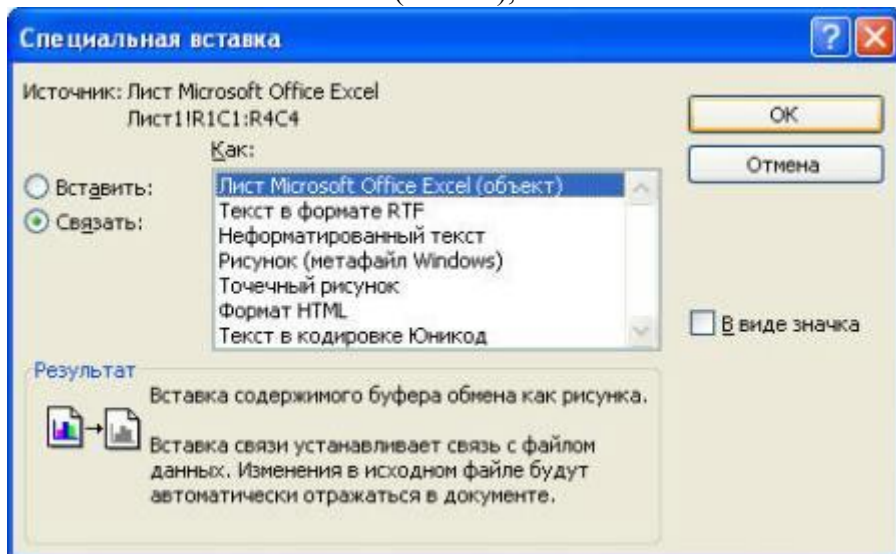 Специальная вставка
Источник: Лист Microsoft Office Excel
Лист1!R1C1:R4C4
Как:
Вставить:
Связать:
Лист Microsoft Office Excel (объект)
Текст в формате RTF
Неформатированный текст
Рисунок (метафайл Windows)
Точечный рисунок
Формат HTML
Текст в кодировке Юникод
ОК
Отмена
В виде значка
Результат
Вставка содержимого буфера обмена как рисунка.
Вставка связи устанавливает связь с файлом
данных. Изменения в исходном файле будут
автоматически отражаться в документе.